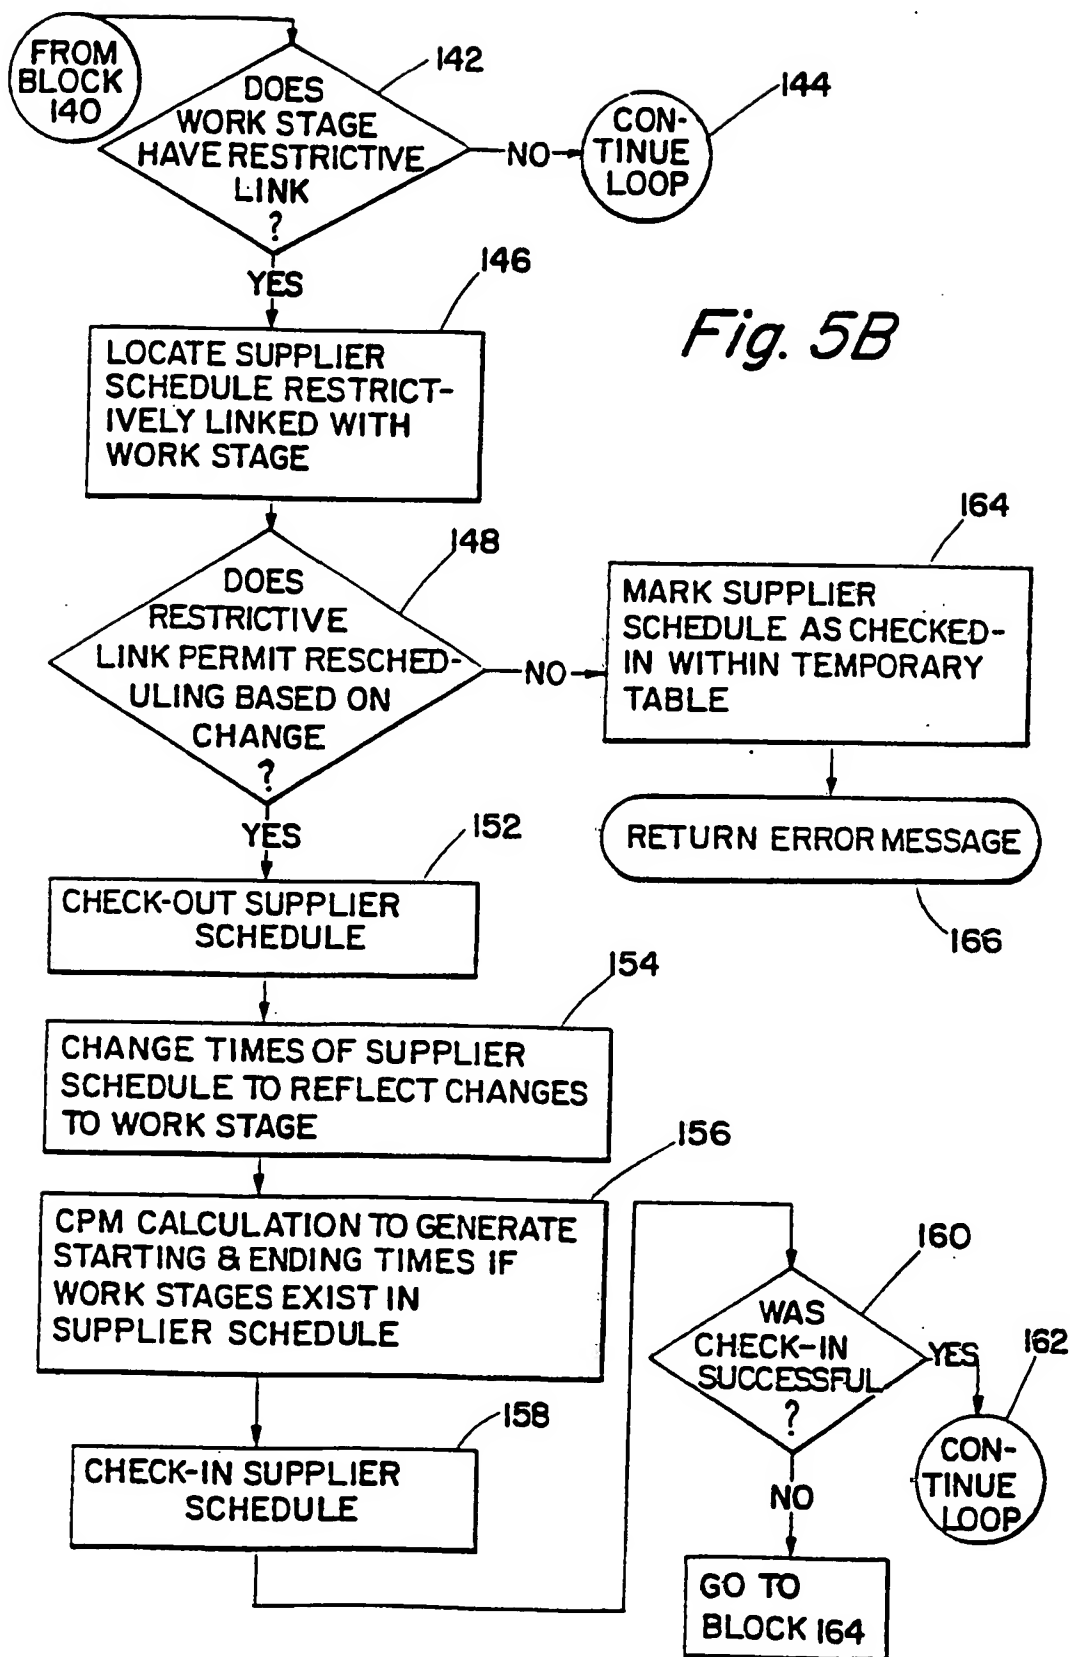 FROM
BLOCK
140
142
DOES
WORK STAGE
HAVE RESTRICTIVE
LINK
?
NO
144
CON-
TINUE
LOOP
YES
146
LOCATE SUPPLIER
SCHEDULE RESTRICT-
IVELY LINKED WITH
WORK STAGE
Fig. 5B
148
DOES
RESTRICTIVE
LINK PERMIT RESCHED-
ULING BASED ON
CHANGE
?
NO
164
MARK SUPPLIER
SCHEDULE AS CHECKED-
IN WITHIN TEMPORARY
TABLE
RETURN ERROR MESSAGE
166
YES
152
CHECK-OUT SUPPLIER
SCHEDULE
154
CHANGE TIMES OF SUPPLIER
SCHEDULE TO REFLECT CHANGES
TO WORK STAGE
156
CPM CALCULATION TO GENERATE
STARTING & ENDING TIMES IF
WORK STAGES EXIST IN
SUPPLIER SCHEDULE
158
CHECK-IN SUPPLIER
SCHEDULE
160
WAS
CHECK-IN
SUCCESSFUL
?
YES
162
CON-
TINUE
LOOP
NO
GO TO
BLOCK 164